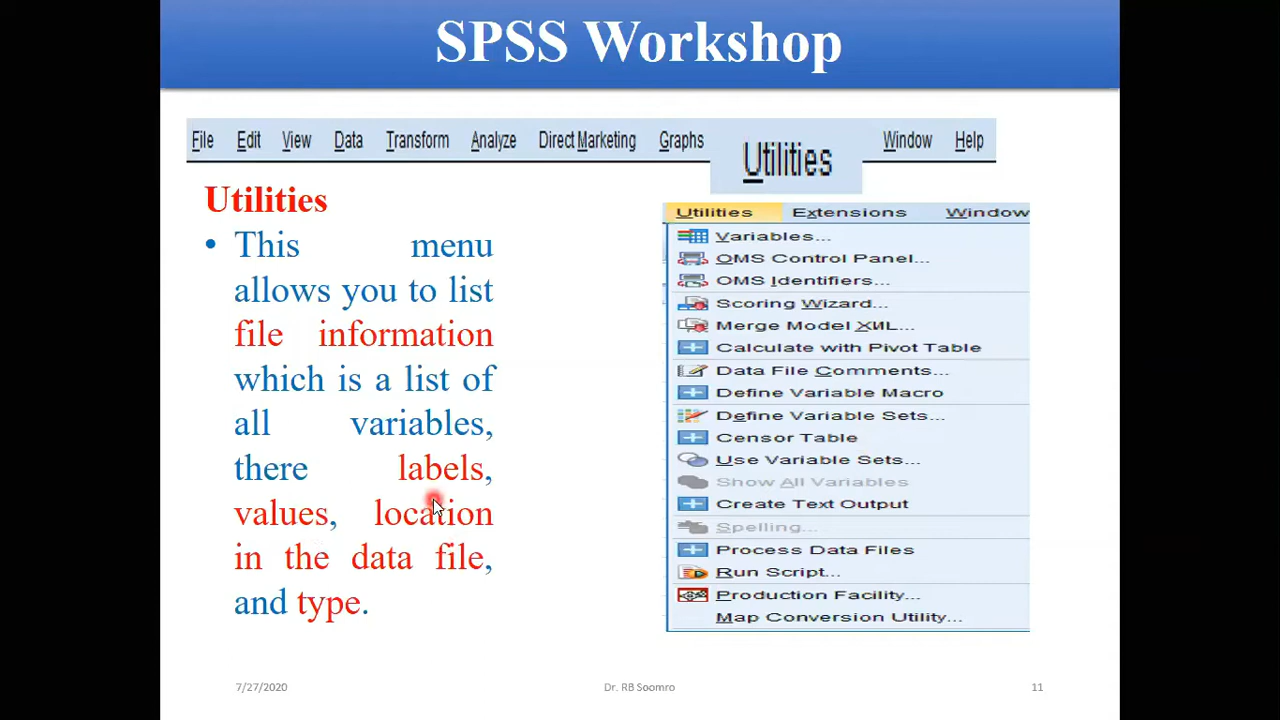 SPSS Workshop
File Edit View Data Transform Analyze Direct Marketing Graphs Utilities Window Help
Utilities
• This menu
allows you to list
file information
which is a list of
all variables,
there labels,
values, location
in the data file,
and type.
Utilities Extensions Window
Variables...
OMS Control Panel...
OMS Identifiers...
Scoring Wizard...
Merge Model XML...
Calculate with Pivot Table
Data File Comments...
Define Variable Macro
Define Variable Sets...
Censor Table
Use Variable Sets...
Show All Variables
Create Text Output
Spelling...
Process Data Files
Run Script...
Production Facility...
Map Conversion Utility...
7/27/2020
Dr. RB Soomro
11